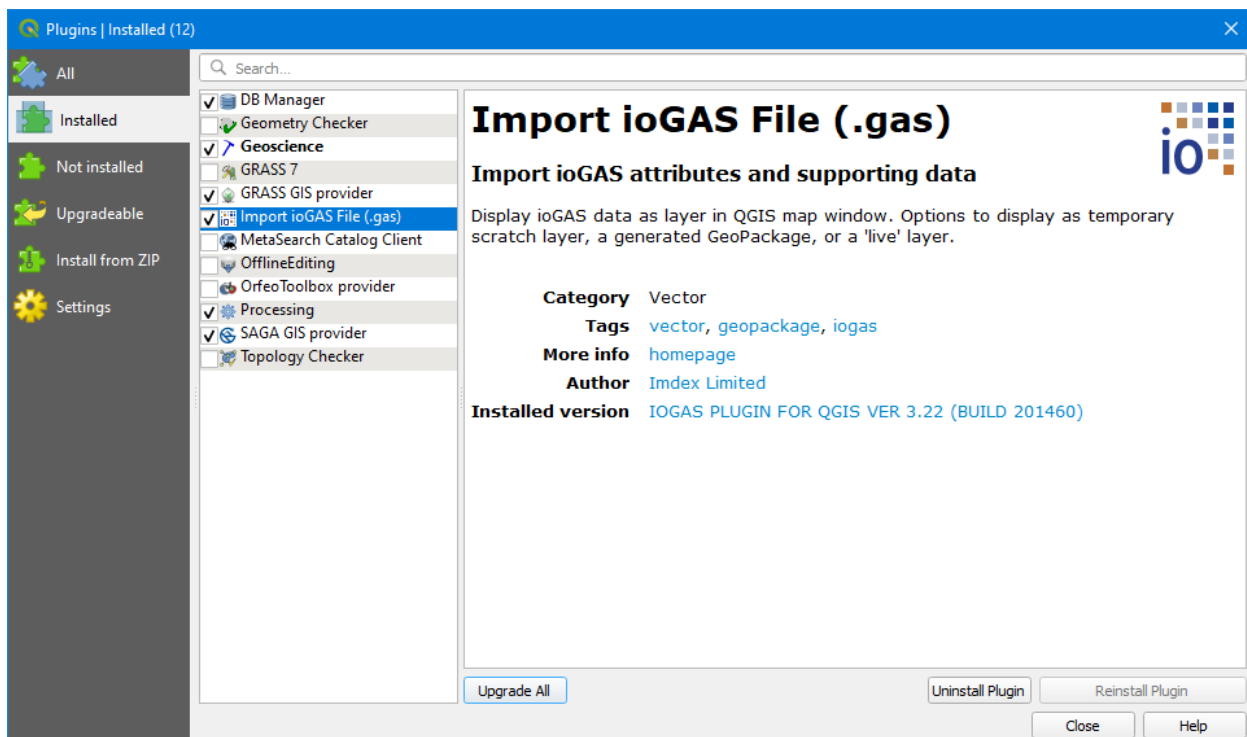 Plugins | Installed (12)
All
Installed
Not installed
Upgradeable
Install from ZIP
Settings
Search...
DB Manager
Geometry Checker
Geoscience
GRASS 7
GRASS GIS provider
Import ioGAS File (.gas)
MetaSearch Catalog Client
OfflineEditing
OrfeoToolbox provider
Processing
SAGA GIS provider
Topology Checker
Import ioGAS File (.gas)
io
Import ioGAS attributes and supporting data
Display ioGAS data as layer in QGIS map window. Options to display as temporary
scratch layer, a generated GeoPackage, or a 'live' layer.
Category Vector
Tags vector, geopackage, iogas
More info homepage
Author Imdex Limited
Installed version IOGAS PLUGIN FOR QGIS VER 3.22 (BUILD 201460)
Upgrade All
Uninstall Plugin
Reinstall Plugin
Close
Help